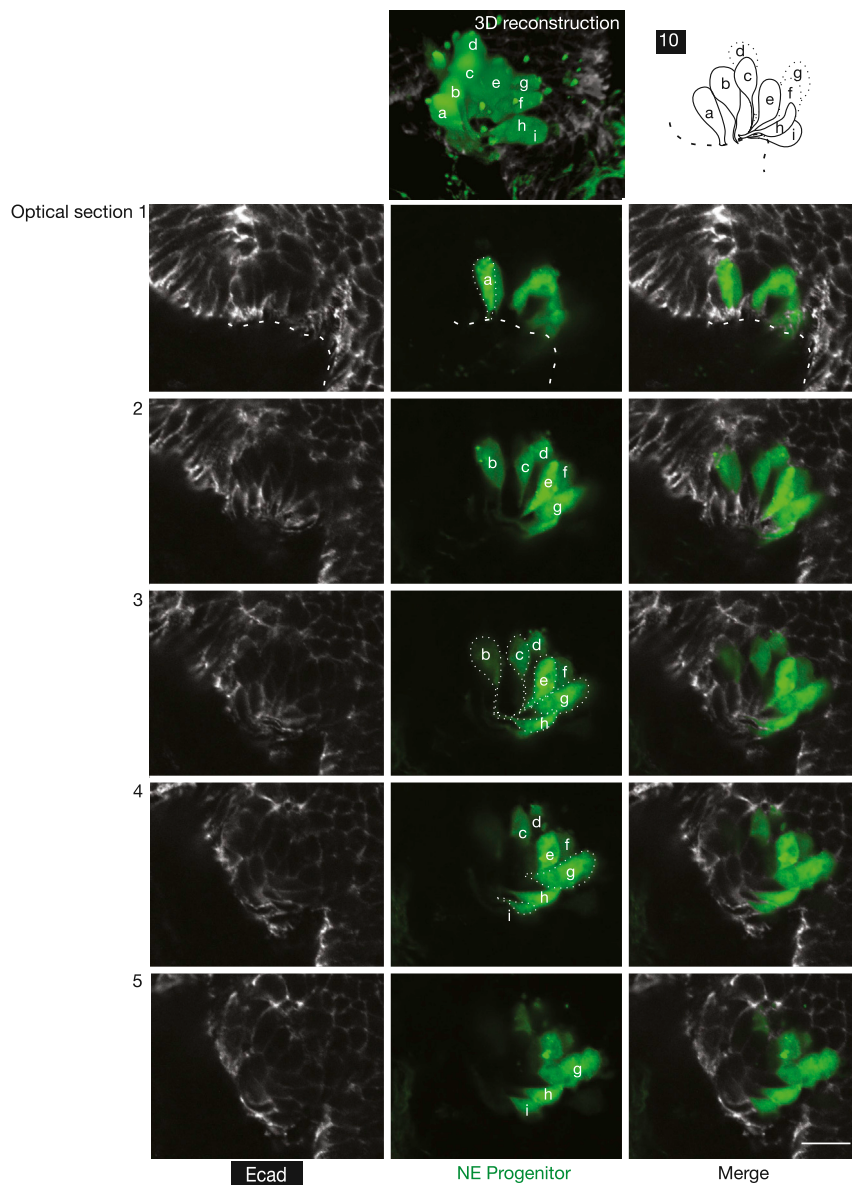 3D reconstruction
d
c
e
b
g
f
a
h
i
10
d
g
b
c
f
e
a
h
i
Optical section 1
a
2
b
d
c
f
e
g
3
b
d
c
f
e
g
h
4
d
c
f
e
g
h
i
5
g
h
i
Ecad
NE Progenitor
Merge